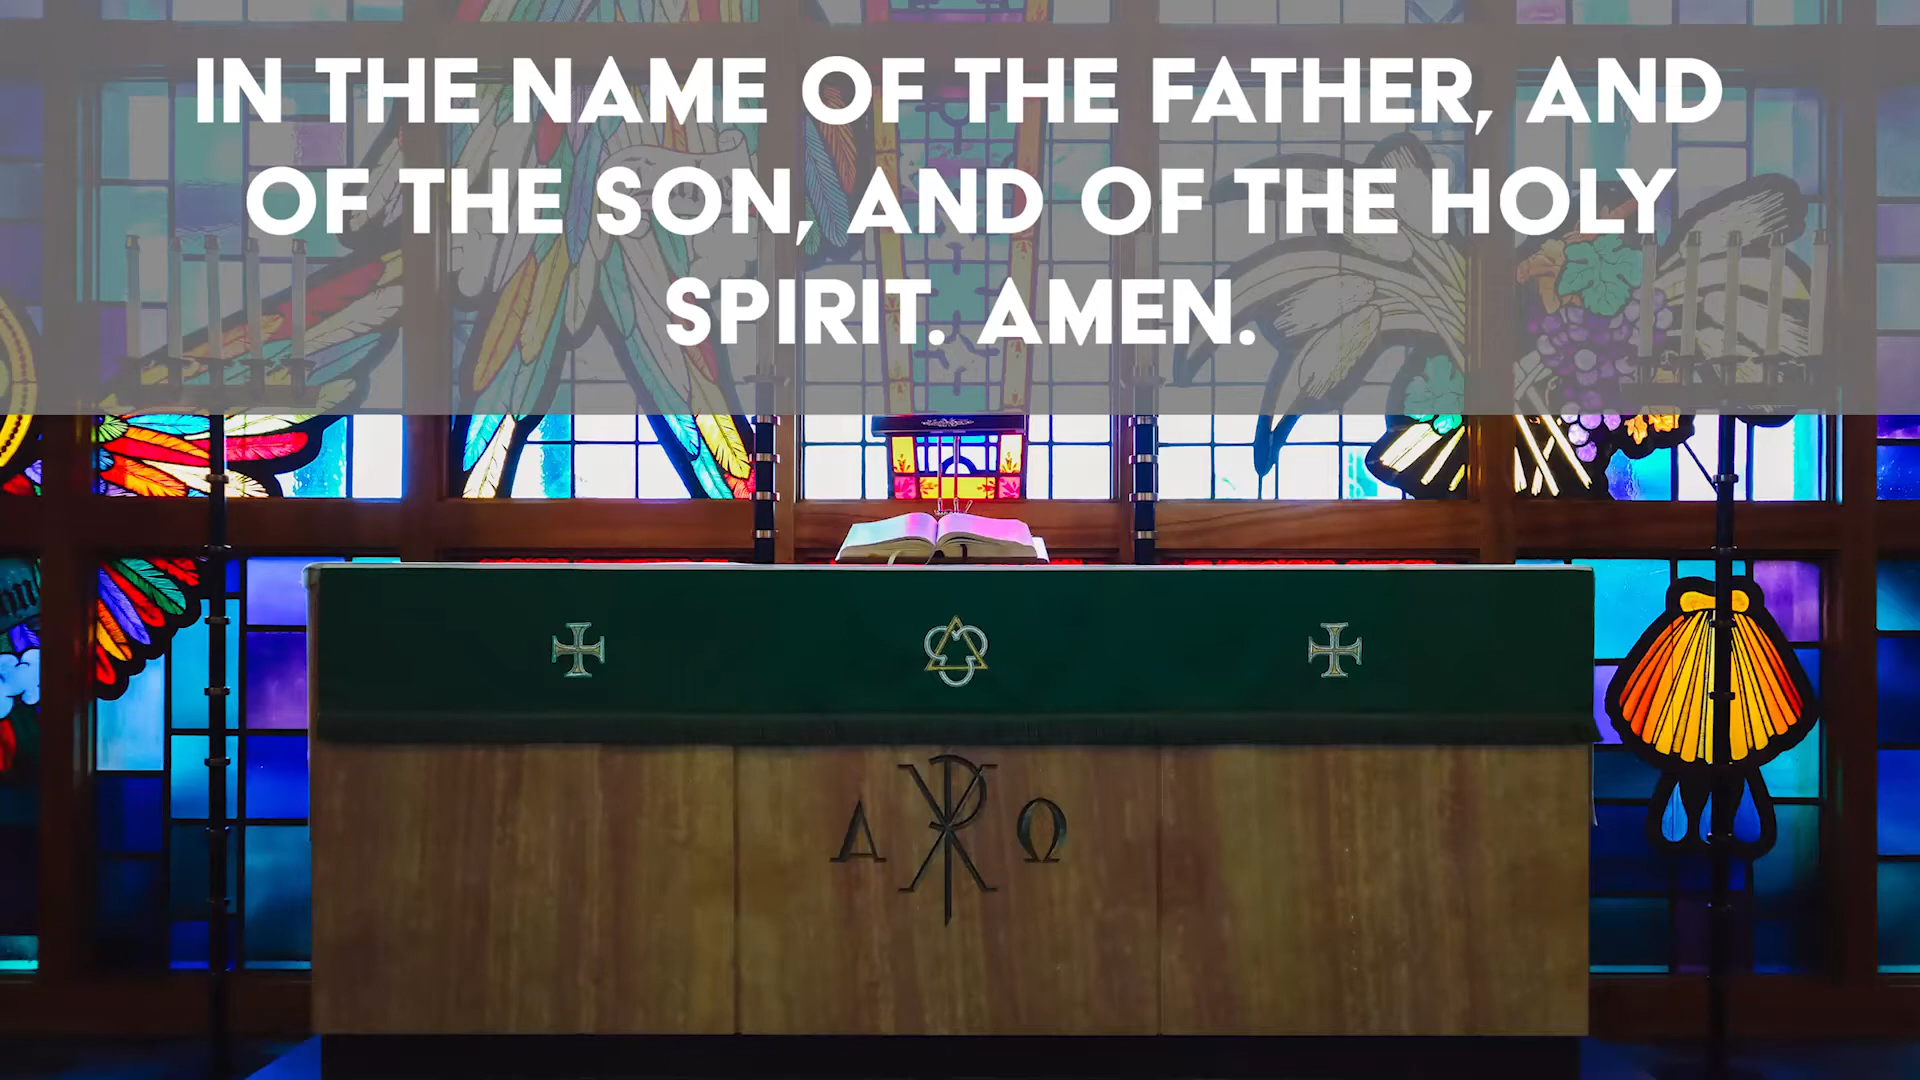 IN THE NAME OF THE FATHER, AND
OF THE SON, AND OF THE HOLY
SPIRIT. AMEN.
Α ☧ Ω